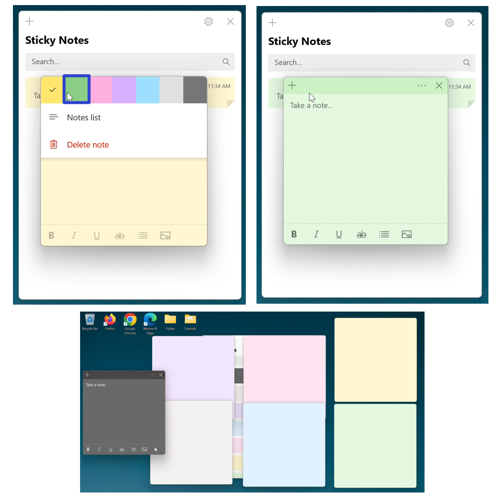 Sticky Notes
Search...
Ta
11:34 AM
Notes list
Delete note
B I U ab
Sticky Notes
Search...
11:34 AM
Take a note...
B I U ab
Recycle Bin
Firefox
Google Chrome
Microsoft Edge
Folder
Tutorials
Take a note...
B I U ab